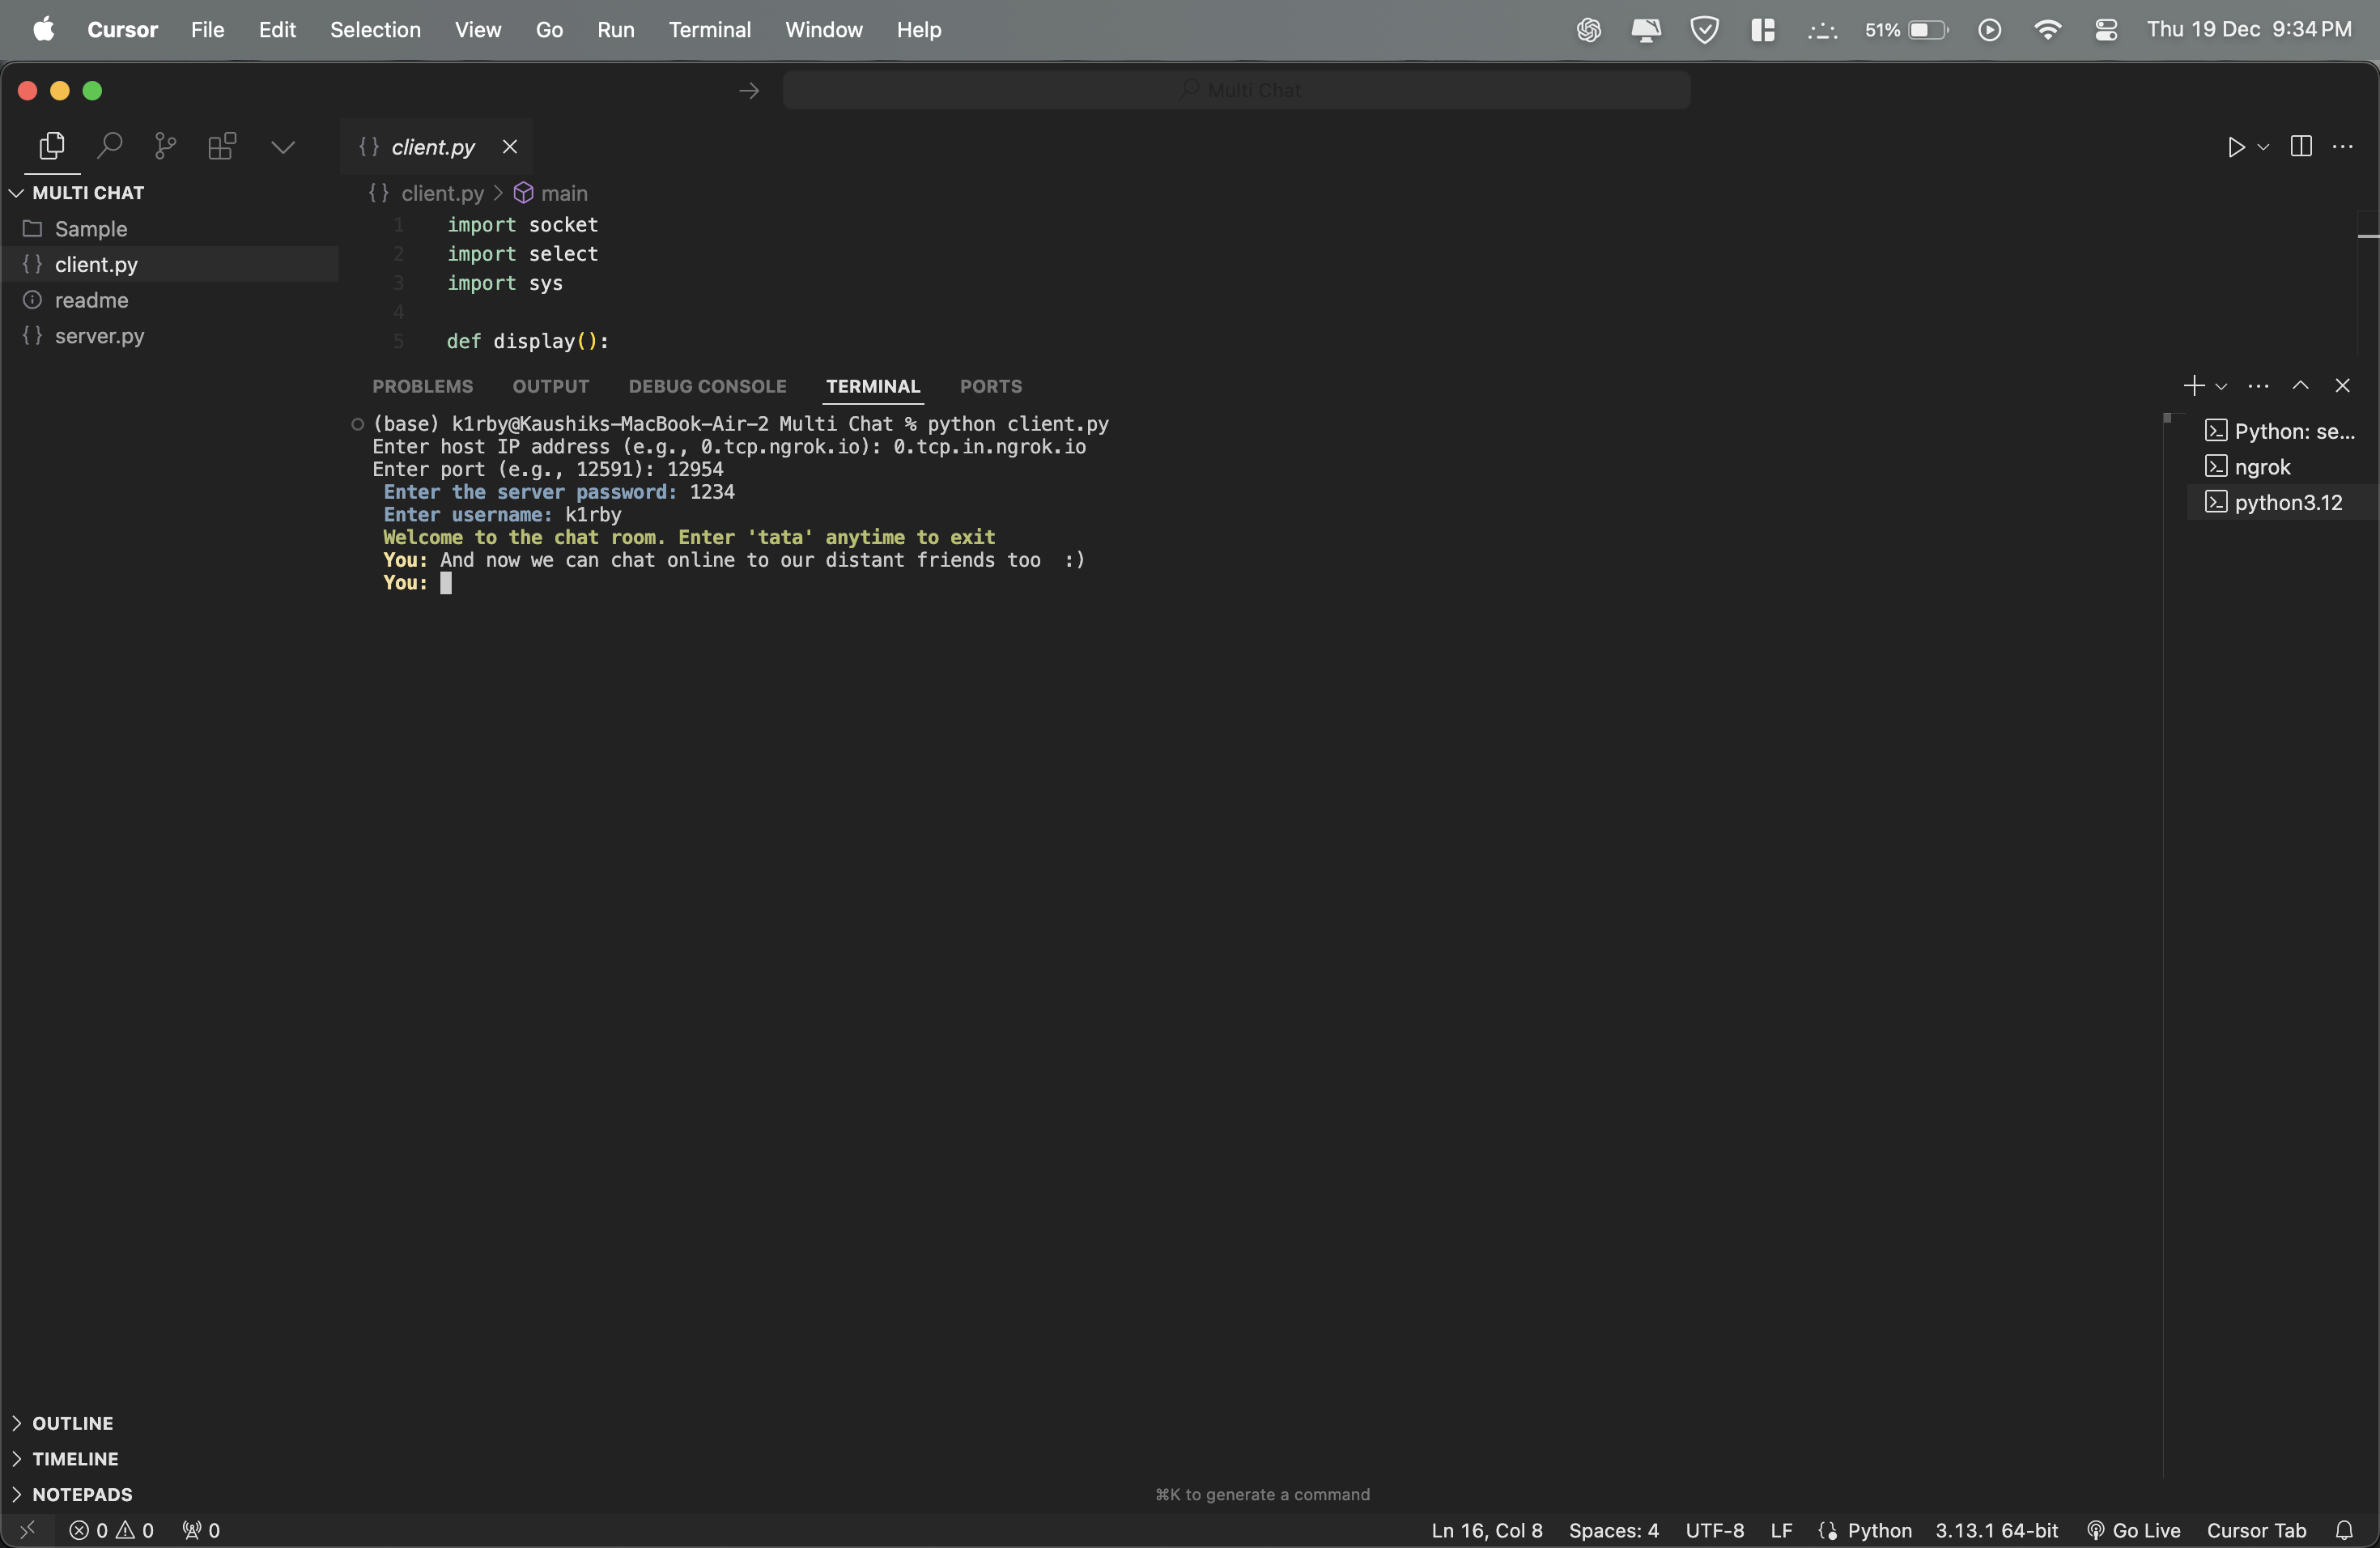 Cursor File Edit Selection View Go Run Terminal Window Help 51% Thu 19 Dec 9:34 PM
Multi Chat
client.py
MULTI CHAT
Sample
client.py
readme
server.py
client.py > main
1 import socket
2 import select
3 import sys
4
5 def display():
PROBLEMS OUTPUT DEBUG CONSOLE TERMINAL PORTS
(base) k1rby@Kaushiks-MacBook-Air-2 Multi Chat % python client.py
Enter host IP address (e.g., 0.tcp.ngrok.io): 0.tcp.in.ngrok.io
Enter port (e.g., 12591): 12954
Enter the server password: 1234
Enter username: k1rby
Welcome to the chat room. Enter 'tata' anytime to exit
You: And now we can chat online to our distant friends too  :)
You:
Python: se...
ngrok
python3.12
OUTLINE
TIMELINE
NOTEPADS
⌘K to generate a command
0 0 0 Ln 16, Col 8 Spaces: 4 UTF-8 LF Python 3.13.1 64-bit Go Live Cursor Tab